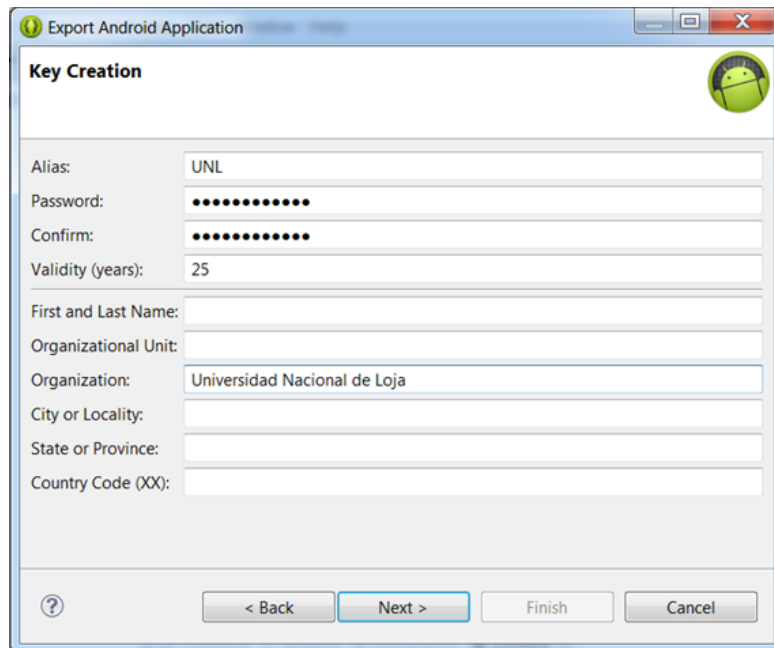 Export Android Application
Key Creation
Alias: UNL
Password: ••••••••••••
Confirm: ••••••••••••
Validity (years): 25
First and Last Name:
Organizational Unit:
Organization: Universidad Nacional de Loja
City or Locality:
State or Province:
Country Code (XX):
? < Back Next > Finish Cancel